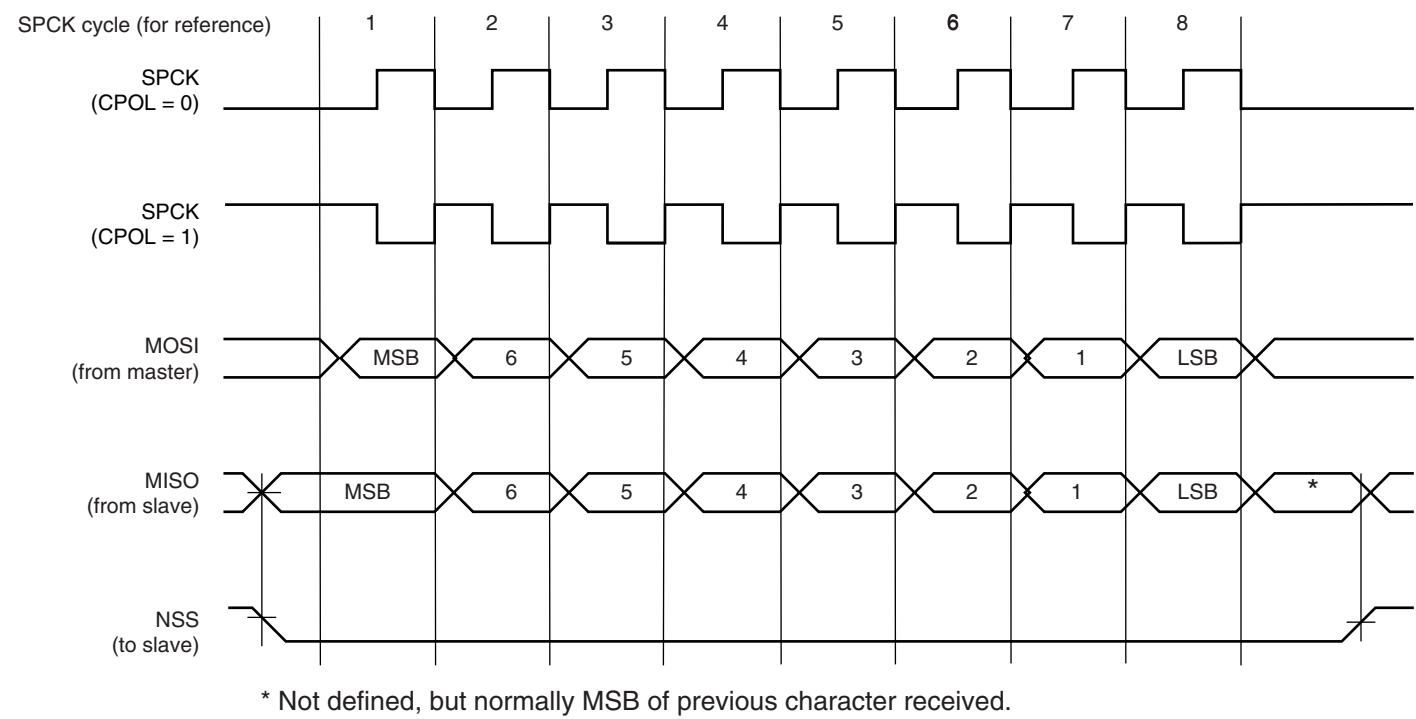 SPCK cycle (for reference) 1 2 3 4 5 6 7 8
SPCK
(CPOL = 0)
SPCK
(CPOL = 1)
MOSI
(from master)
MSB 6 5 4 3 2 1 LSB
MISO
(from slave)
MSB 6 5 4 3 2 1 LSB *
NSS
(to slave)
* Not defined, but normally MSB of previous character received.